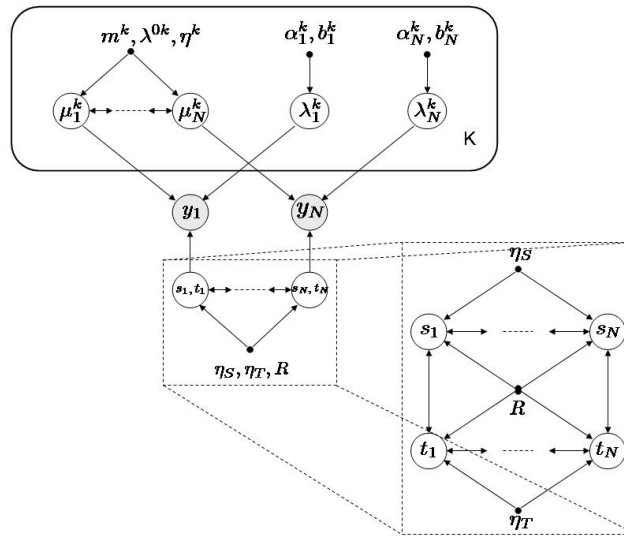 m^k, λ^{0k}, η^k α_1^k, b_1^k α_N^k, b_N^k
μ_1^k μ_N^k λ_1^k λ_N^k
K
y_1 y_N
s_1, t_1 s_N, t_N
η_S, η_T, R
η_S
s_1 s_N
R
t_1 t_N
η_T